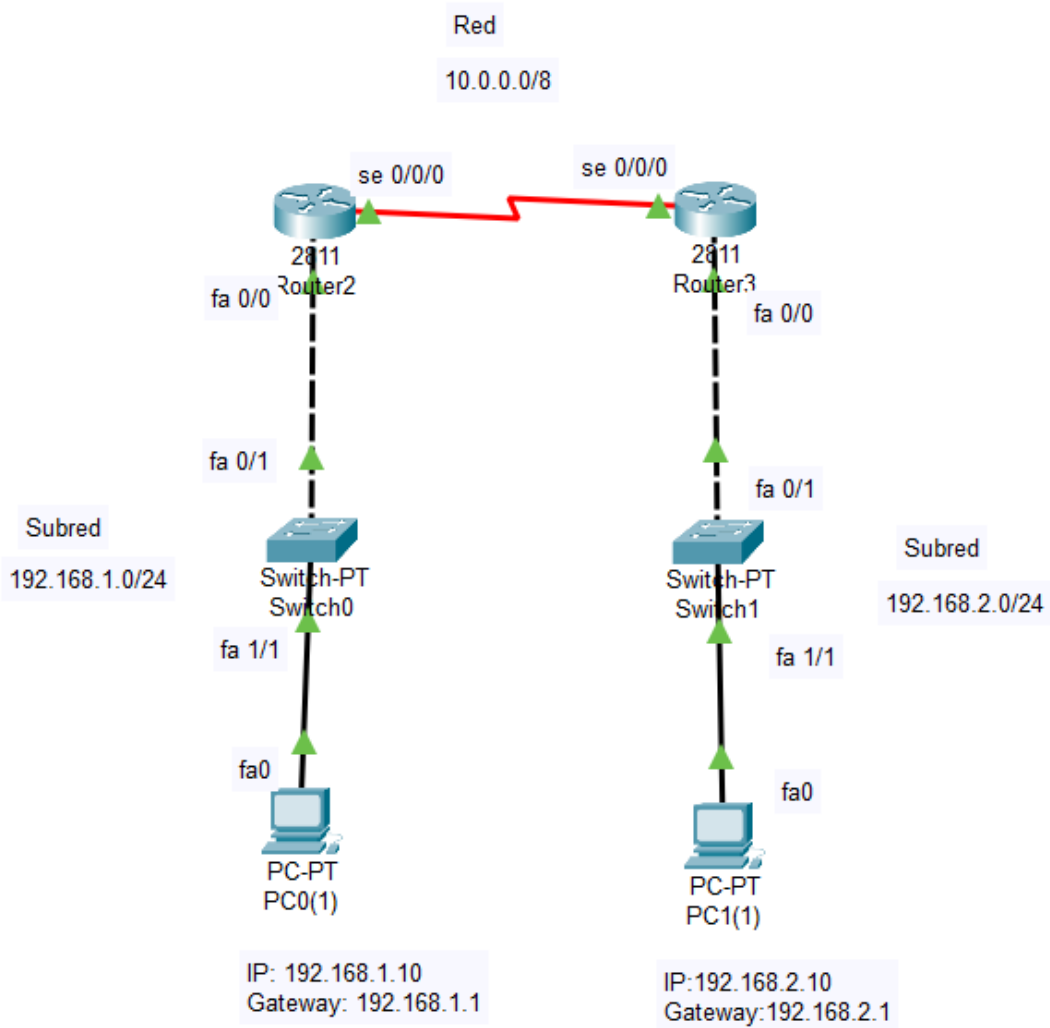 Red
10.0.0.0/8
se 0/0/0
se 0/0/0
2811
Router2
2811
Router3
fa 0/0
fa 0/0
fa 0/1
fa 0/1
Subred
192.168.1.0/24
Switch-PT
Switch0
Switch-PT
Switch1
Subred
192.168.2.0/24
fa 1/1
fa 1/1
fa0
fa0
PC-PT
PC0(1)
PC-PT
PC1(1)
IP: 192.168.1.10
Gateway: 192.168.1.1
IP:192.168.2.10
Gateway:192.168.2.1